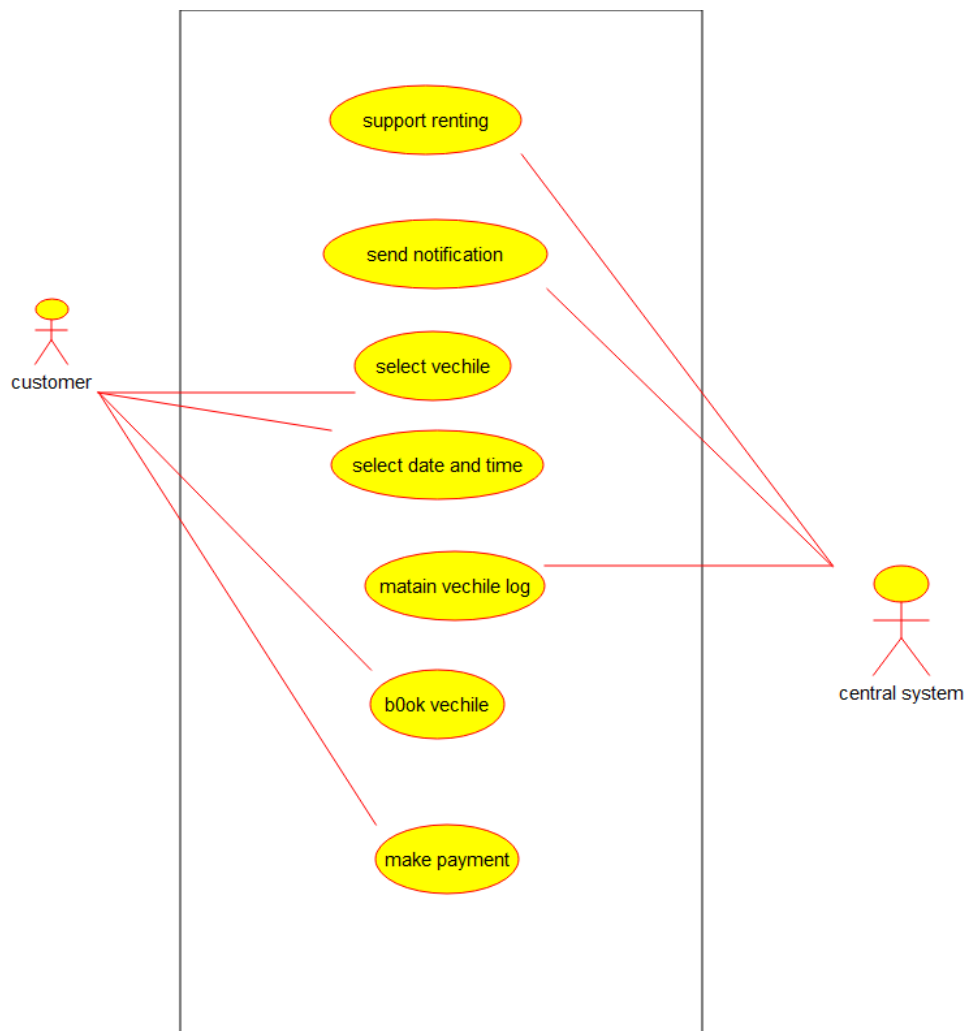 support renting
send notification
select vechile
customer
select date and time
matain vechile log
central system
b0ok vechile
make payment